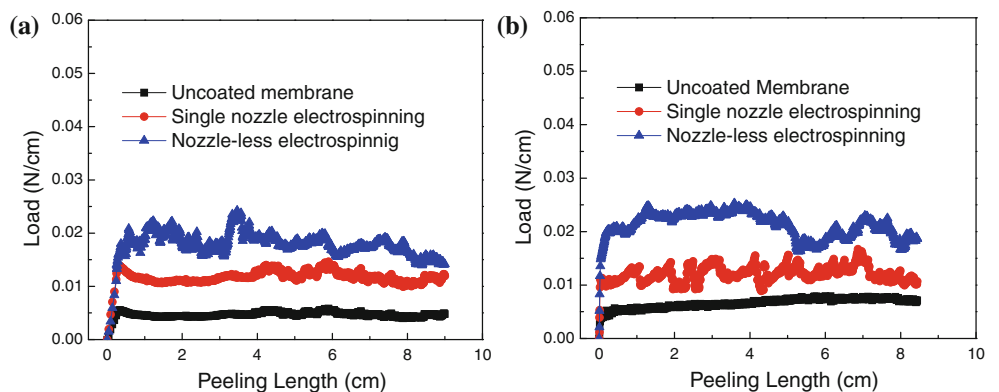 (a)
0.06
0.05
0.04
0.03
0.02
0.01
0.00
Load (N/cm)
Uncoated membrane
Single nozzle electrospinning
Nozzle-less electrospinnig
0 2 4 6 8 10
Peeling Length (cm)
(b)
0.06
0.05
0.04
0.03
0.02
0.01
0.00
Load (N/cm)
Uncoated Membrane
Single nozzle electrospinning
Nozzle-less electrospinning
0 2 4 6 8 10
Peeling Length (cm)